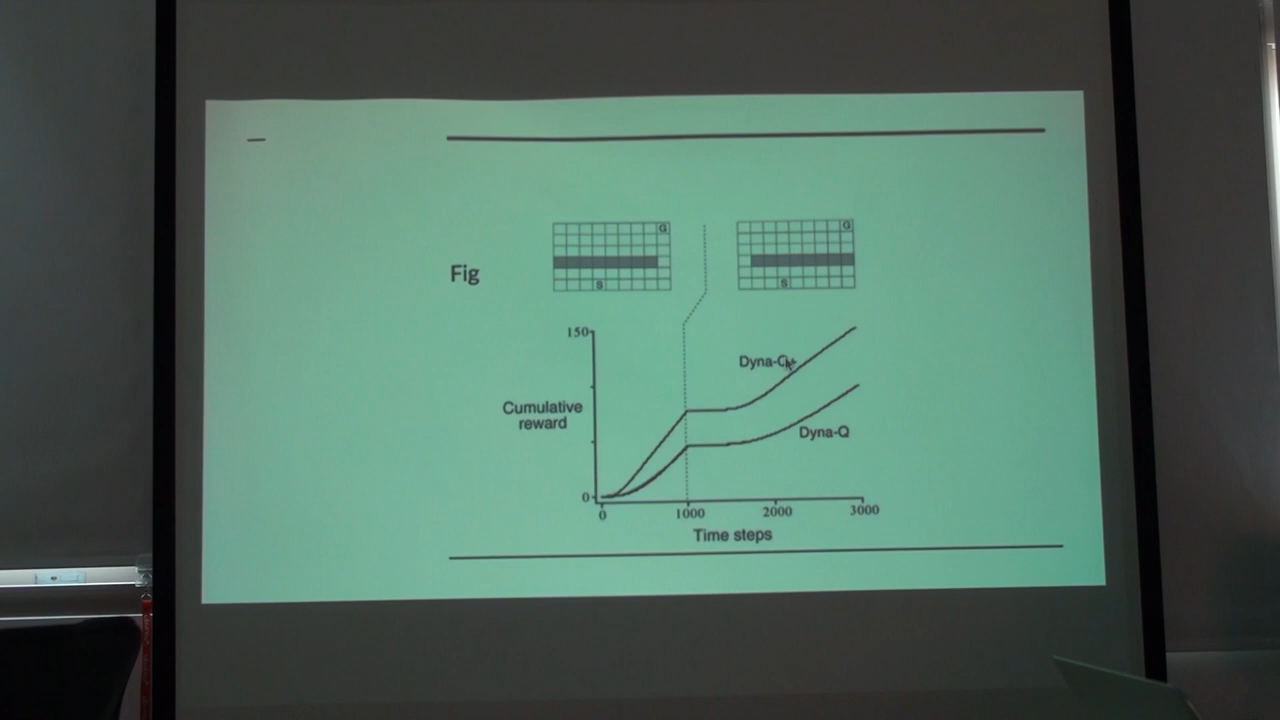 G
G
Fig
S
S
150
Dyna-Q+
Cumulative
reward
Dyna-Q
0
0
1000
2000
3000
Time steps